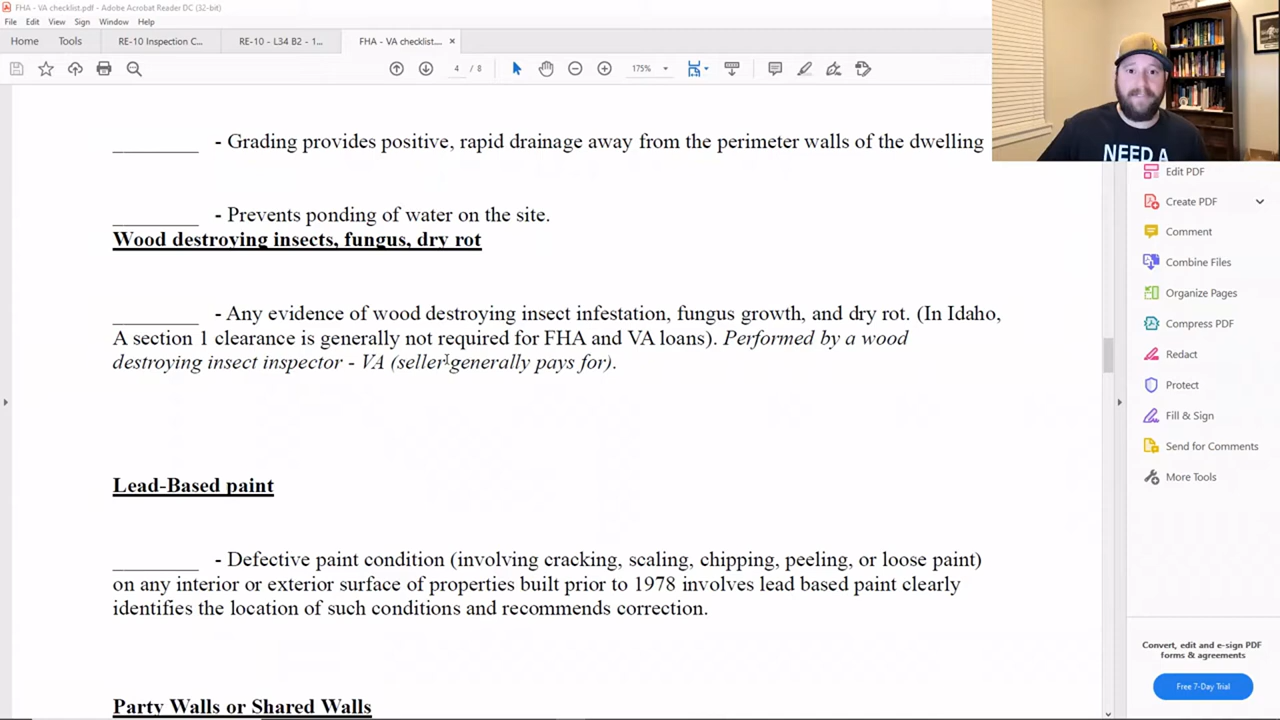 FHA - VA checklist.pdf - Adobe Acrobat Reader DC (32-bit)
File Edit View Sign Window Help
Home Tools RE-10 Inspection C... RE-10 - L3R - 1... FHA - VA checklist.... ×
/ 8 175%
- Grading provides positive, rapid drainage away from the perimeter walls of the dwelling
- Prevents ponding of water on the site.
Wood destroying insects, fungus, dry rot
- Any evidence of wood destroying insect infestation, fungus growth, and dry rot. (In Idaho,
A section 1 clearance is generally not required for FHA and VA loans). Performed by a wood
destroying insect inspector - VA (seller generally pays for).
Lead-Based paint
- Defective paint condition (involving cracking, scaling, chipping, peeling, or loose paint)
on any interior or exterior surface of properties built prior to 1978 involves lead based paint clearly
identifies the location of such conditions and recommends correction.
Party Walls or Shared Walls
NEED A
Edit PDF
Create PDF
Comment
Combine Files
Organize Pages
Compress PDF
Redact
Protect
Fill & Sign
Send for Comments
More Tools
Convert, edit and e-sign PDF
forms & agreements
Free 7-Day Trial